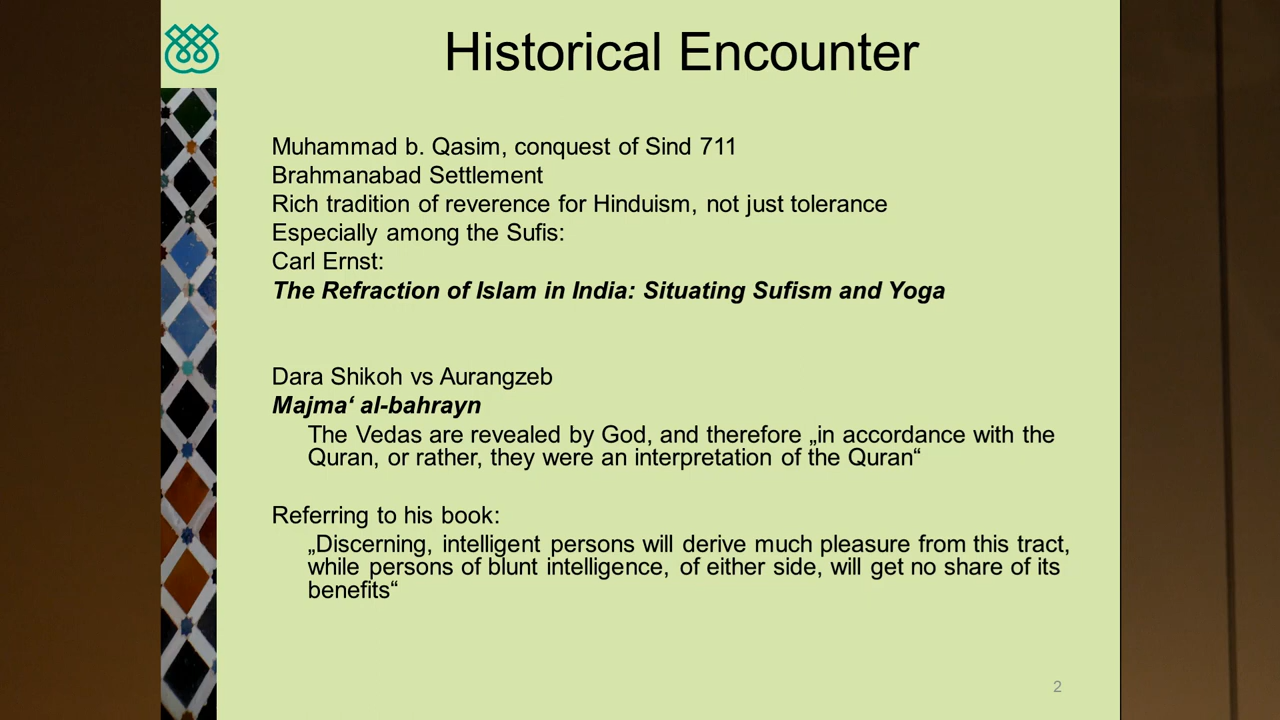 Historical Encounter
Muhammad b. Qasim, conquest of Sind 711
Brahmanabad Settlement
Rich tradition of reverence for Hinduism, not just tolerance
Especially among the Sufis:
Carl Ernst:
The Refraction of Islam in India: Situating Sufism and Yoga
Dara Shikoh vs Aurangzeb
Majma‘ al-bahrayn
The Vedas are revealed by God, and therefore „in accordance with the
Quran, or rather, they were an interpretation of the Quran“
Referring to his book:
„Discerning, intelligent persons will derive much pleasure from this tract,
while persons of blunt intelligence, of either side, will get no share of its
benefits“
2